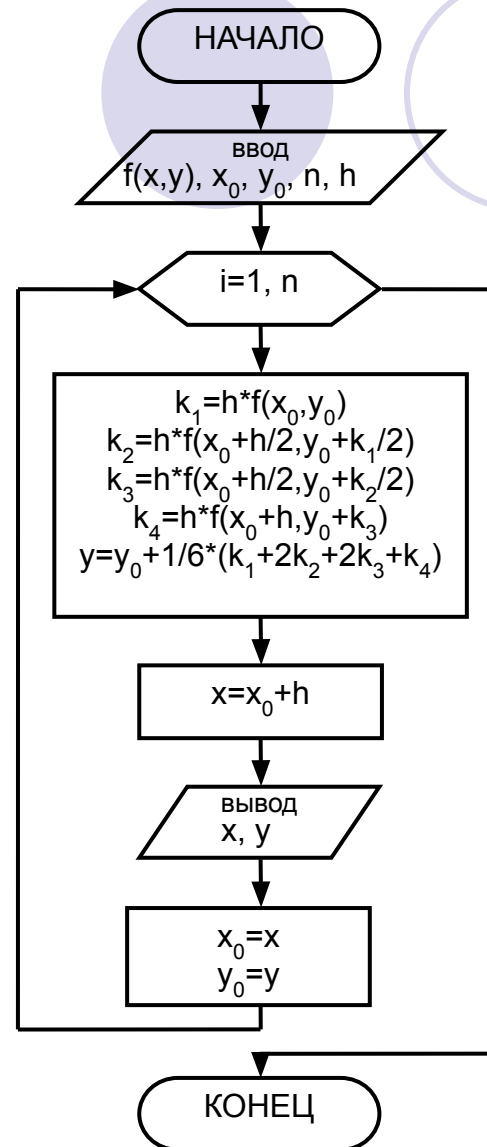 НАЧАЛО
ввод
f(x,y), x₀, y₀, n, h
i=1, n
k₁=h*f(x₀,y₀)
k₂=h*f(x₀+h/2,y₀+k₁/2)
k₃=h*f(x₀+h/2,y₀+k₂/2)
k₄=h*f(x₀+h,y₀+k₃)
y=y₀+1/6*(k₁+2k₂+2k₃+k₄)
x=x₀+h
вывод
x, y
x₀=x
y₀=y
КОНЕЦ